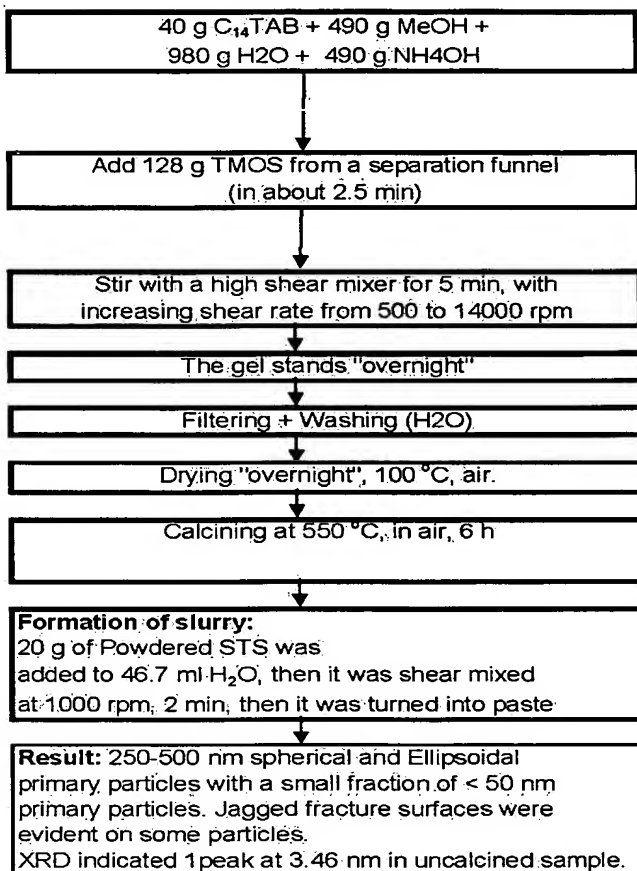 40 g C₁₄TAB + 490 g MeOH +
980 g H2O + 490 g NH4OH
Add 128 g TMOS from a separation funnel
(in about 2.5 min)
Stir with a high shear mixer for 5 min, with
increasing shear rate from 500 to 14000 rpm
The gel stands "overnight"
Filtering + Washing (H2O)
Drying "overnight", 100 °C, air.
Calcining at 550 °C, in air, 6 h
Formation of slurry:
20 g of Powdered STS was
added to 46.7 ml H₂O, then it was shear mixed
at 1000 rpm, 2 min, then it was turned into paste
Result: 250-500 nm spherical and Ellipsoidal
primary particles with a small fraction of < 50 nm
primary particles. Jagged fracture surfaces were
evident on some particles.
XRD indicated 1 peak at 3.46 nm in uncalcined sample.